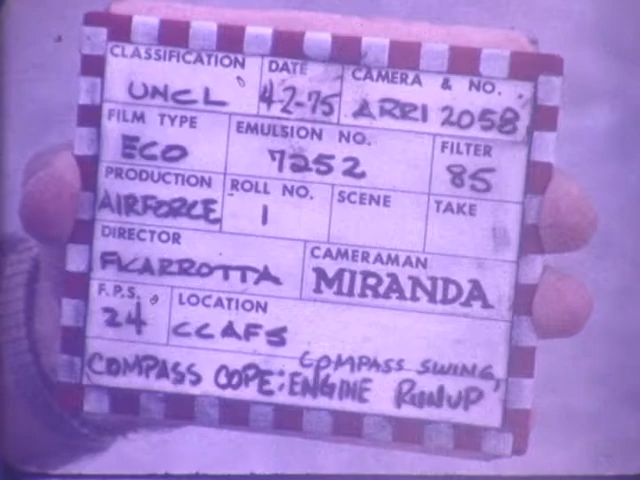 CLASSIFICATION DATE CAMERA & NO.
UNCL 4-2-75 ARRI 2058
FILM TYPE EMULSION NO. FILTER
ECO 7252 85
PRODUCTION ROLL NO. SCENE TAKE
AIRFORCE 1
DIRECTOR CAMERAMAN
FICARROTTA MIRANDA
F.P.S. LOCATION
24 CCAFS
COMPASS SWING,
COMPASS COPE: ENGINE RUNUP